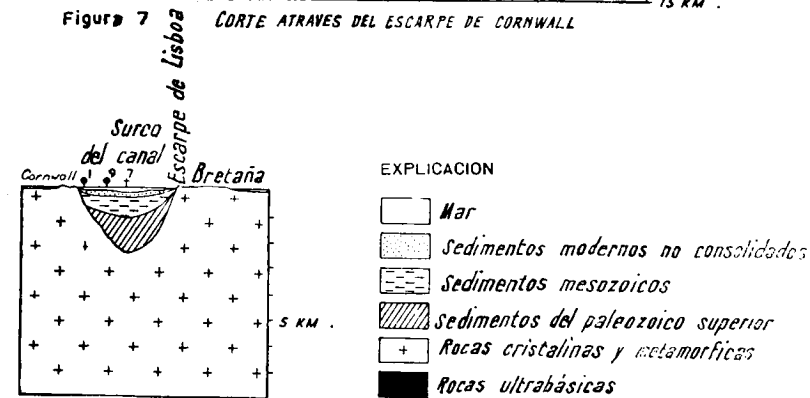 15 KM .
Figura 7 CORTE ATRAVES DEL ESCARPE DE CORNWALL
Escarpe de Lisboa
Surco
del canal
Cornwall 1 9 7 Bretaña
5 KM .
EXPLICACION
Mar
Sedimentos modernos no consolidados
Sedimentos mesozoicos
Sedimentos del paleozoico superior
Rocas cristalinas y metamorficas
Rocas ultrabásicas